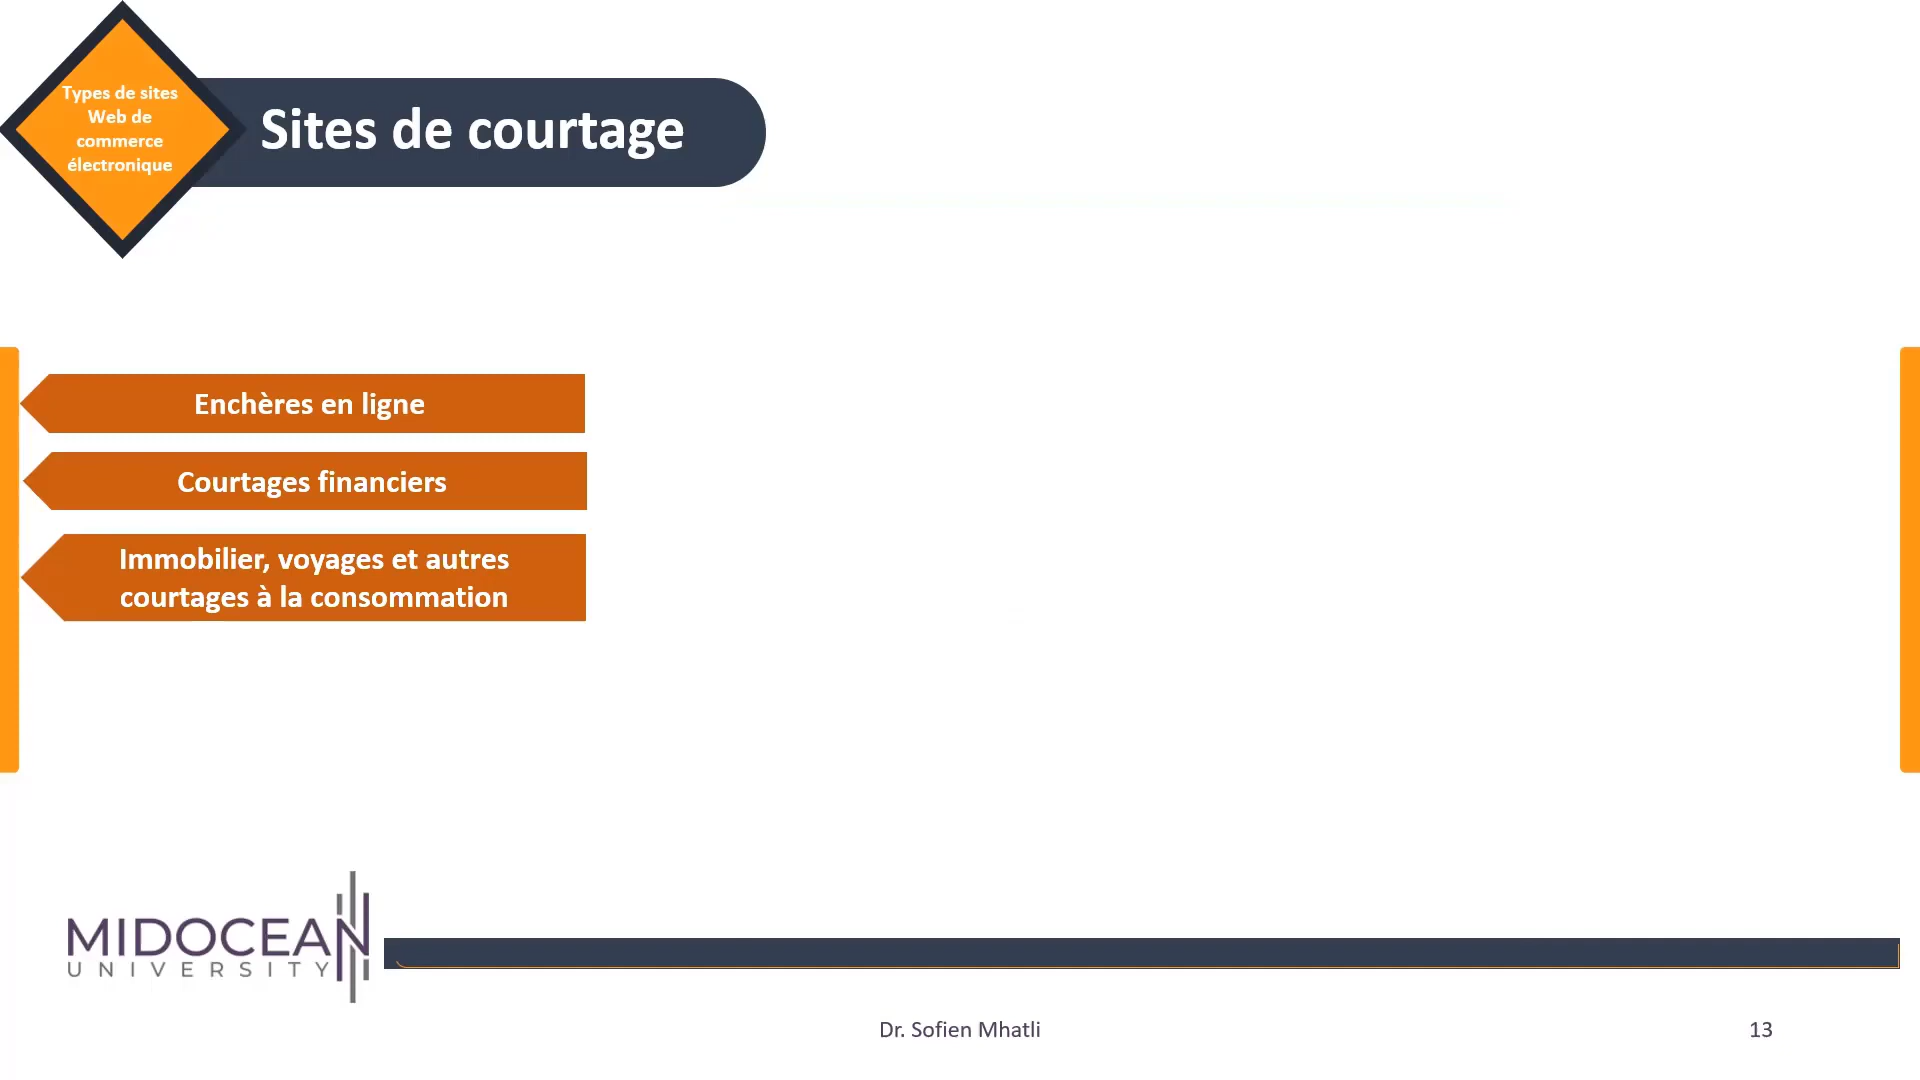 Types de sites
Web de
commerce
électronique
Sites de courtage
Enchères en ligne
Courtages financiers
Immobilier, voyages et autres
courtages à la consommation
MIDOCEAN
UNIVERSITY
Dr. Sofien Mhatli
13